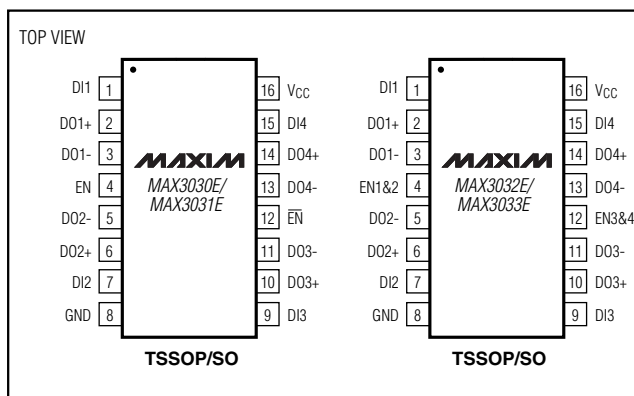 TOP VIEW
DI1 1
DO1+ 2
DO1- 3
EN 4
DO2- 5
DO2+ 6
DI2 7
GND 8
MAXIM
MAX3030E/
MAX3031E
16 VCC
15 DI4
14 DO4+
13 DO4-
12 E̅N̅
11 DO3-
10 DO3+
9 DI3
TSSOP/SO
DI1 1
DO1+ 2
DO1- 3
EN1&2 4
DO2- 5
DO2+ 6
DI2 7
GND 8
MAXIM
MAX3032E/
MAX3033E
16 VCC
15 DI4
14 DO4+
13 DO4-
12 EN3&4
11 DO3-
10 DO3+
9 DI3
TSSOP/SO